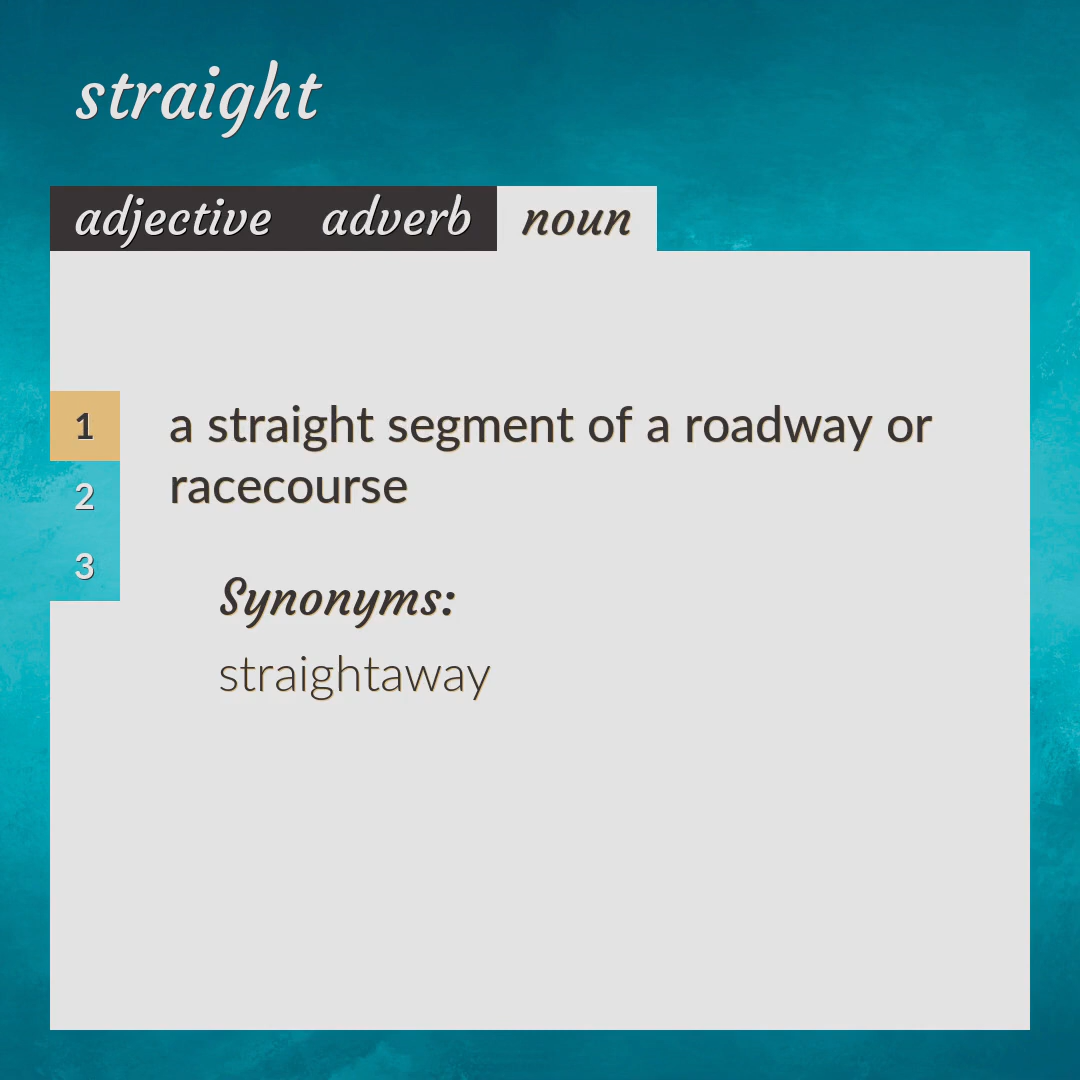 straight
adjective adverb noun
1 a straight segment of a roadway or
racecourse
2
3
Synonyms:
straightaway